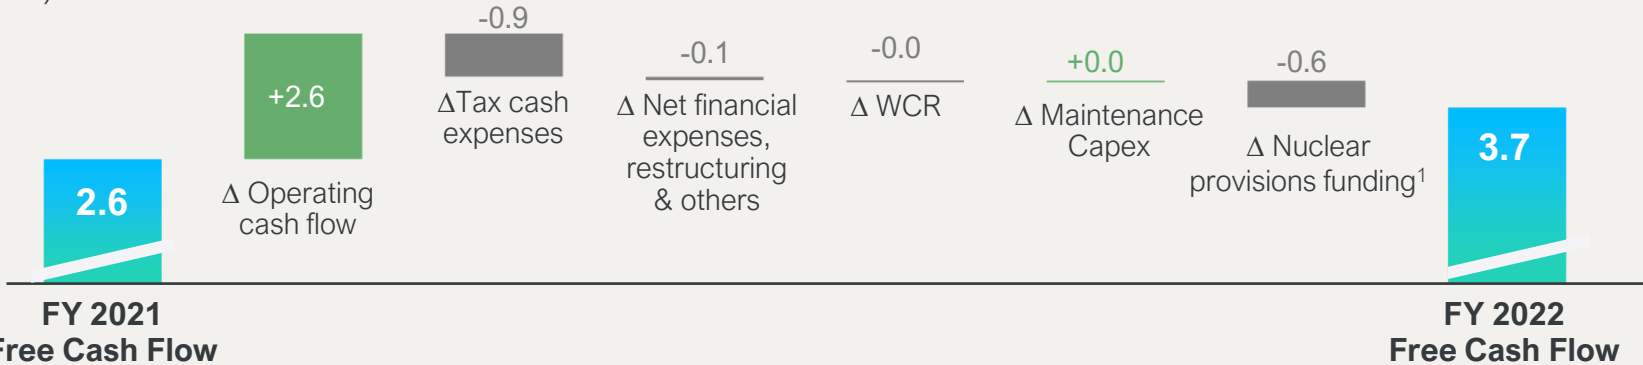 -0.9
-0.1
-0.0
+0.0
-0.6
+2.6
2.6
3.7
ΔTax cash
expenses
Δ Net financial
expenses,
restructuring
& others
Δ WCR
Δ Maintenance
Capex
Δ Nuclear
provisions funding¹
Δ Operating
cash flow
FY 2021
Free Cash Flow
FY 2022
Free Cash Flow